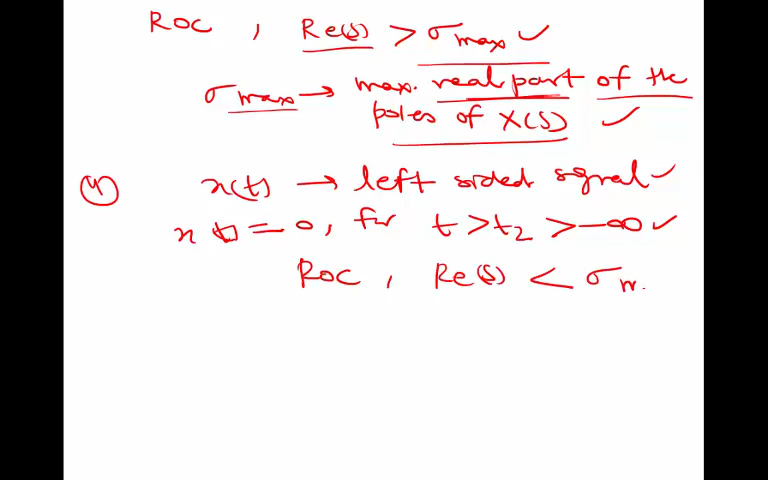 ROC , Re(s) > σmax ✓
σmax → max. real part of the
poles of X(s) ✓
④ x(t) → left sided signal ✓
x(t) = 0, for t > t2 > -∞ ✓
ROC , Re(s) < σm.